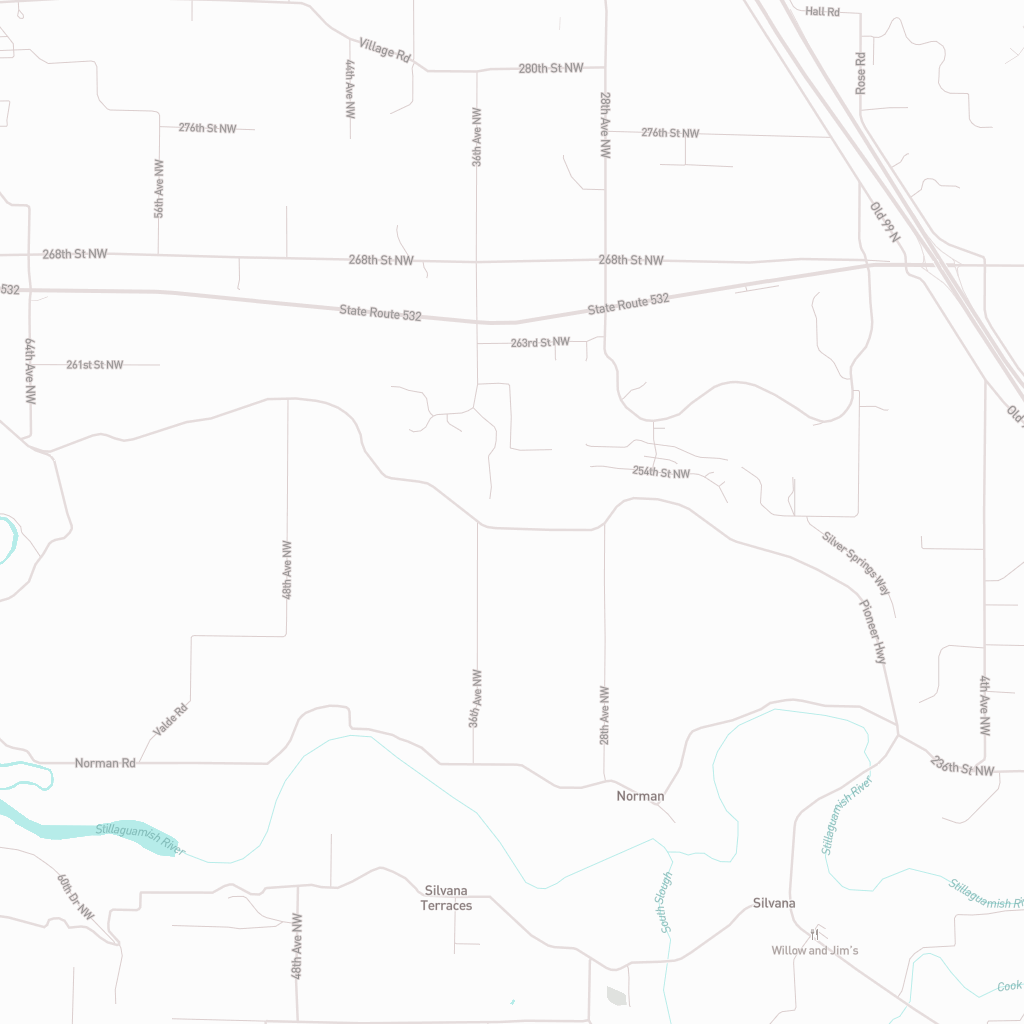 Hall Rd
Village Rd
280th St NW
Rose Rd
44th Ave NW
28th Ave NW
36th Ave NW
276th St NW
276th St NW
56th Ave NW
Old 99 N
268th St NW
268th St NW
268th St NW
532
State Route 532
State Route 532
263rd St NW
261st St NW
64th Ave NW
Old
254th St NW
48th Ave NW
Silver Springs Way
Pioneer Hwy
36th Ave NW
28th Ave NW
4th Ave NW
Valde Rd
Norman Rd
236th St NW
Norman
Stillaguamish River
Stillaguamish River
60th Dr NW
Silvana
Terraces
South Slough
Silvana
Stillaguamish Ri
48th Ave NW
Willow and Jim's
Cook